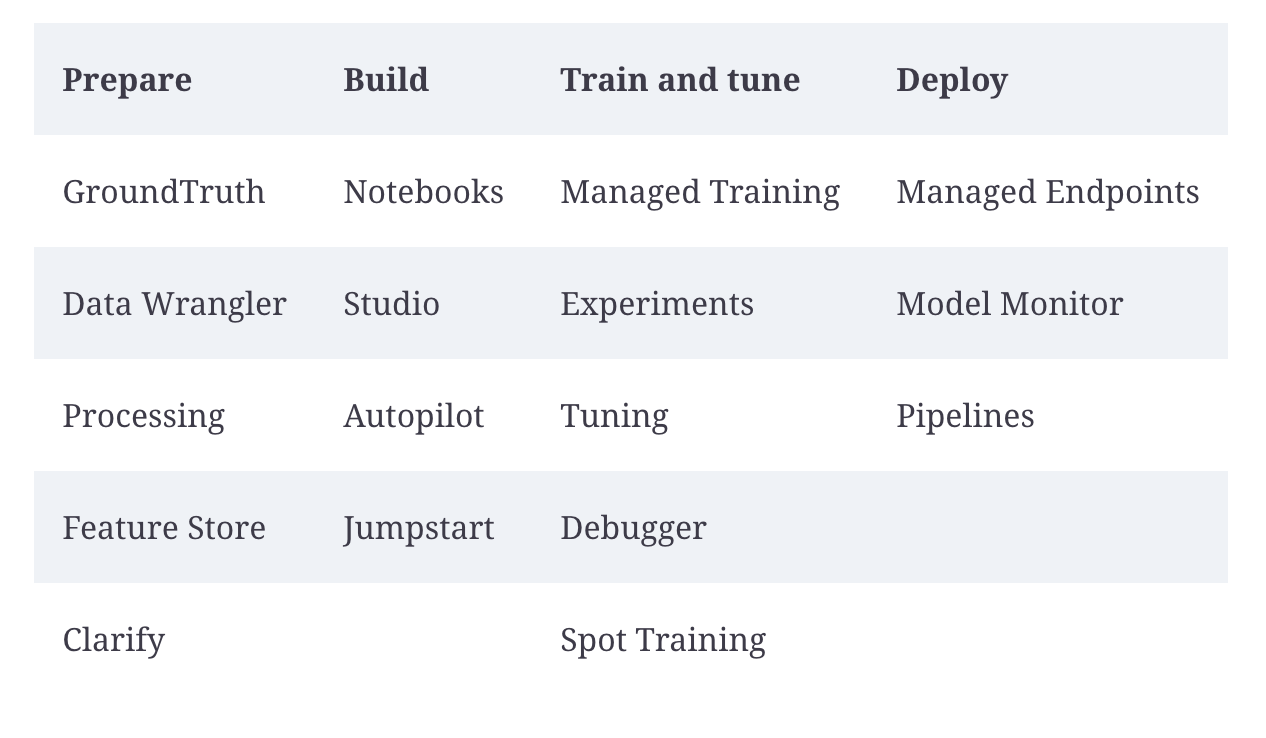 Prepare Build Train and tune Deploy
GroundTruth Notebooks Managed Training Managed Endpoints
Data Wrangler Studio Experiments Model Monitor
Processing Autopilot Tuning Pipelines
Feature Store Jumpstart Debugger
Clarify Spot Training